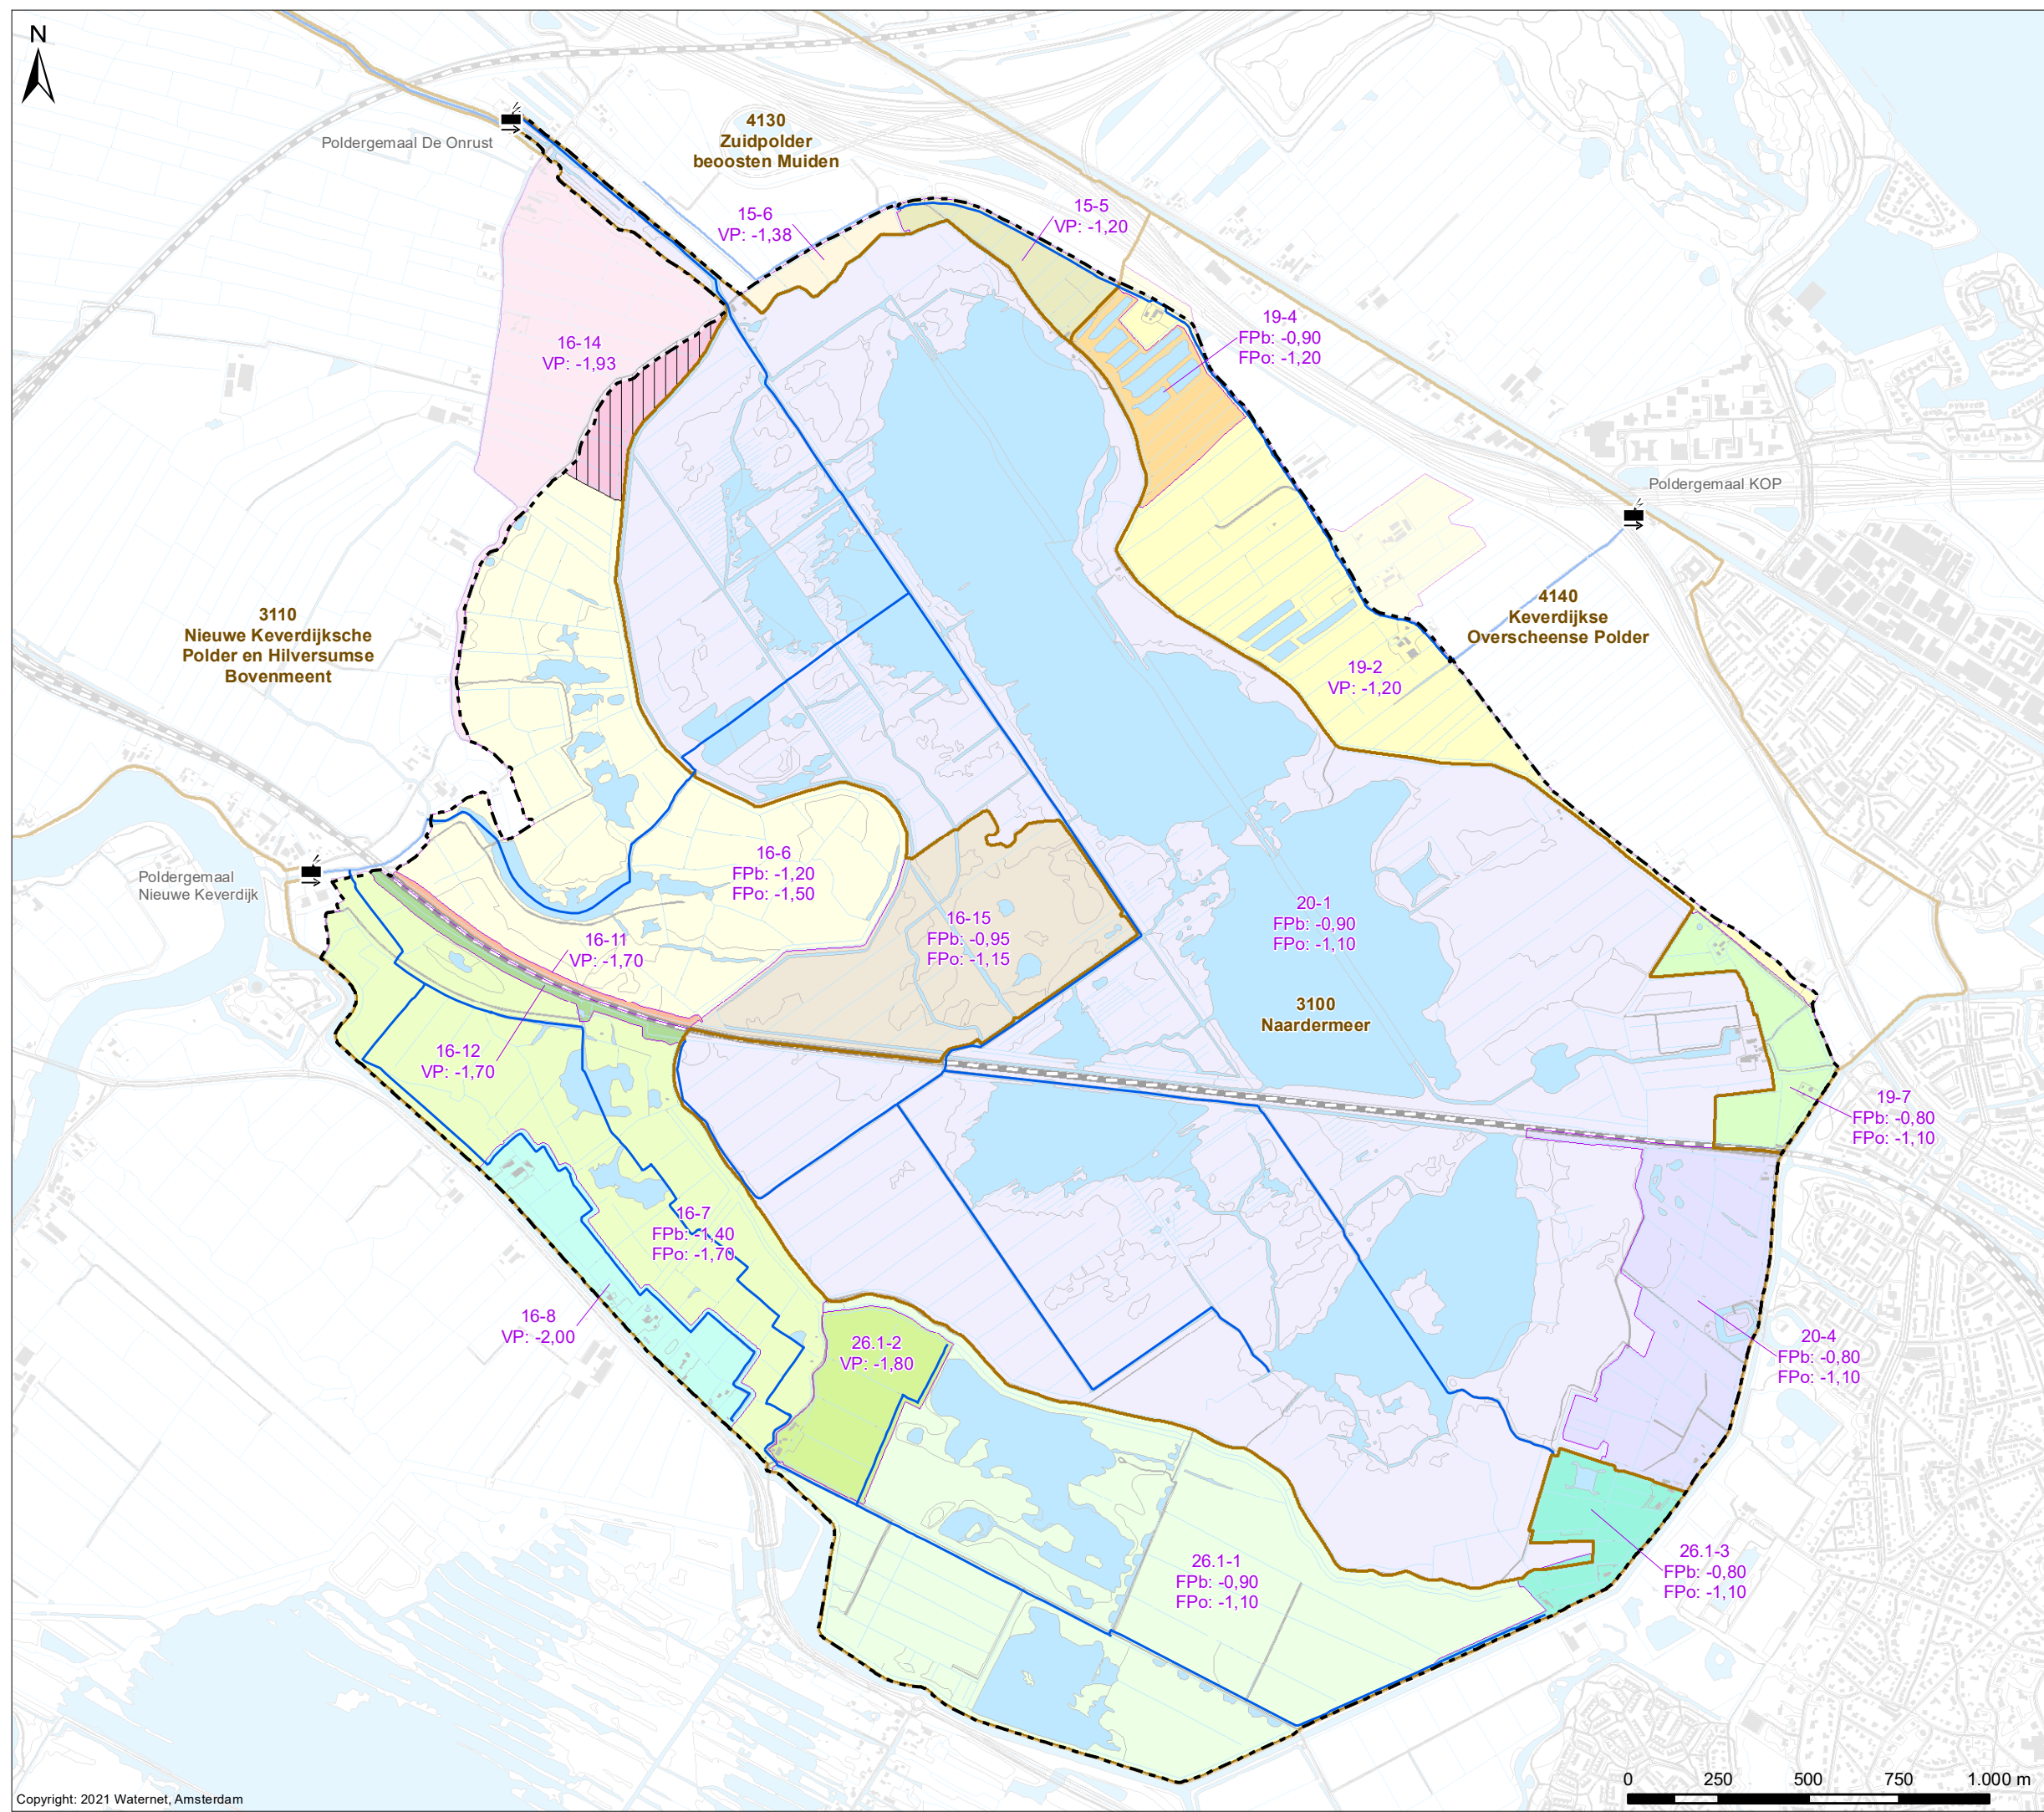 N
Poldergemaal De Onrust
4130
Zuidpolder
beoosten Muiden
15-6
VP: -1,38
15-5
VP: -1,20
16-14
VP: -1,93
19-4
FPb: -0,90
FPo: -1,20
Poldergemaal KOP
3110
Nieuwe Keverdijksche
Polder en Hilversumse
Bovenmeent
4140
Keverdijkse
Overscheense Polder
19-2
VP: -1,20
Poldergemaal
Nieuwe Keverdijk
16-6
FPb: -1,20
FPo: -1,50
16-15
FPb: -0,95
FPo: -1,15
20-1
FPb: -0,90
FPo: -1,10
16-11
VP: -1,70
3100
Naardermeer
16-12
VP: -1,70
19-7
FPb: -0,80
FPo: -1,10
16-7
FPb: -1,40
FPo: -1,70
16-8
VP: -2,00
26.1-2
VP: -1,80
20-4
FPb: -0,80
FPo: -1,10
26.1-1
FPb: -0,90
FPo: -1,10
26.1-3
FPb: -0,80
FPo: -1,10
0 250 500 750 1.000 m
Copyright: 2021 Waternet, Amsterdam